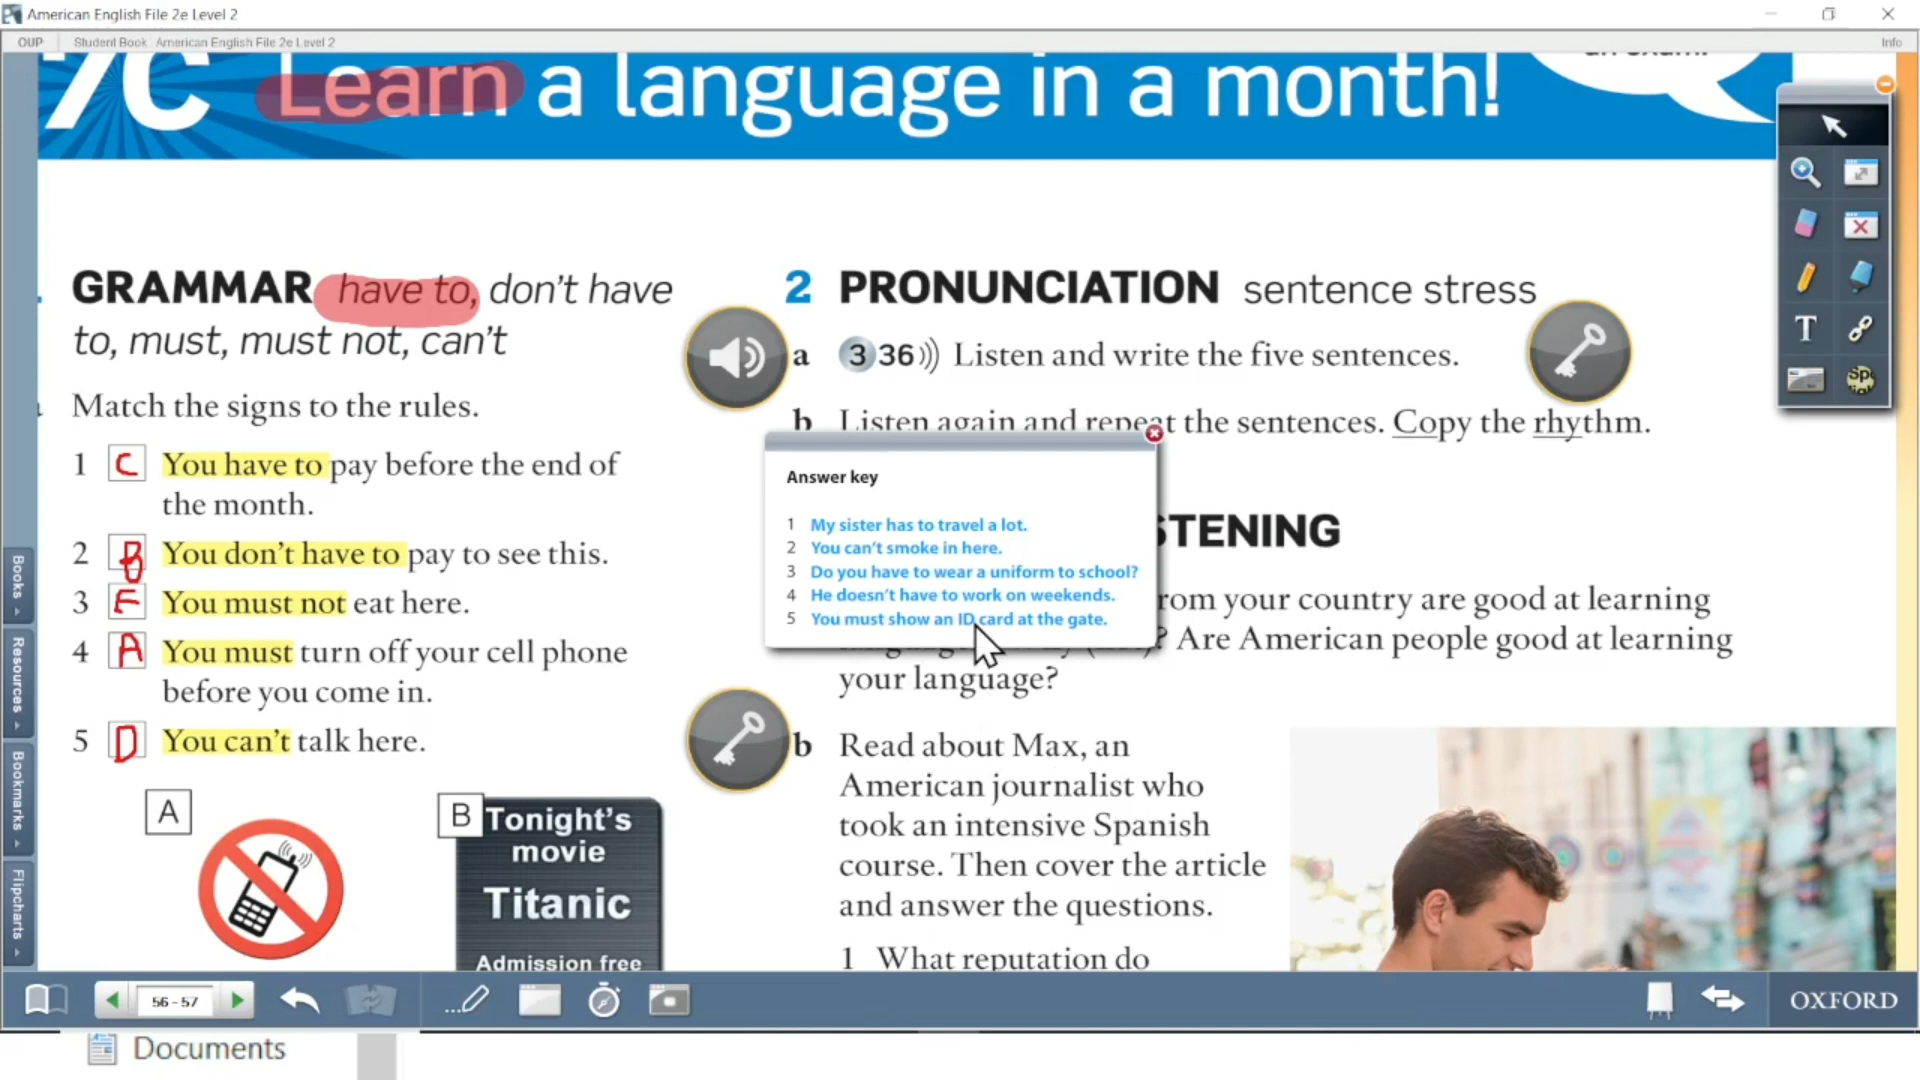 American English File 2e Level 2
OUP Student Book American English File 2e Level 2 Info
7C Learn a language in a month!
an exam.
GRAMMAR have to, don't have
to, must, must not, can't
Match the signs to the rules.
1 C You have to pay before the end of
the month.
2 B You don't have to pay to see this.
3 F You must not eat here.
4 A You must turn off your cell phone
before you come in.
5 D You can't talk here.
A
B Tonight's
movie
Titanic
Admission free
2 PRONUNCIATION sentence stress
a 3 36))) Listen and write the five sentences.
b Listen again and repeat the sentences. Copy the rhythm.
Answer key
1 My sister has to travel a lot.
2 You can't smoke in here.
3 Do you have to wear a uniform to school?
4 He doesn't have to work on weekends.
5 You must show an ID card at the gate.
STENING
from your country are good at learning
? Are American people good at learning
your language?
b Read about Max, an
American journalist who
took an intensive Spanish
course. Then cover the article
and answer the questions.
1 What reputation do
T
Books
Resources
Bookmarks
Flipcharts
56 - 57
OXFORD
Documents